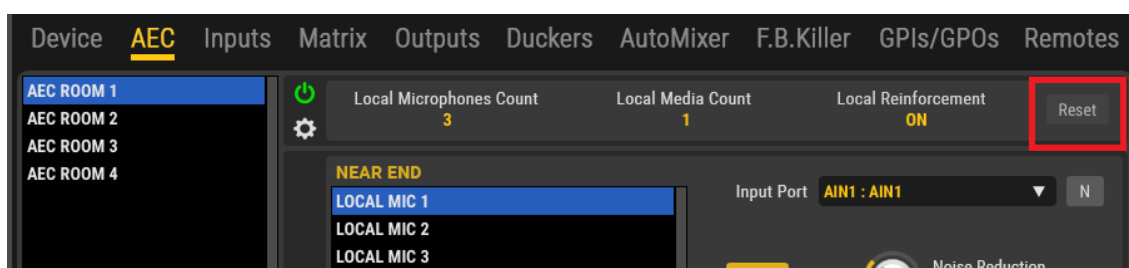 Device AEC Inputs Matrix Outputs Duckers AutoMixer F.B.Killer GPIs/GPOs Remotes
AEC ROOM 1
AEC ROOM 2
AEC ROOM 3
AEC ROOM 4
Local Microphones Count
3
Local Media Count
1
Local Reinforcement
ON
Reset
NEAR END
LOCAL MIC 1
LOCAL MIC 2
LOCAL MIC 3
Input Port AIN1 : AIN1 N
Noise Reduction